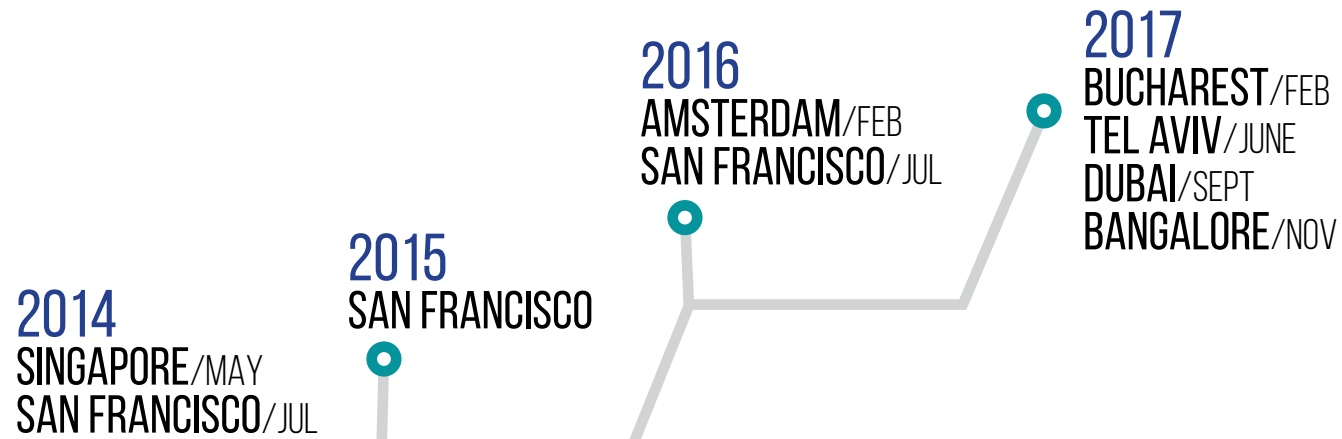 2014
SINGAPORE/MAY
SAN FRANCISCO/JUL
2015
SAN FRANCISCO
2016
AMSTERDAM/FEB
SAN FRANCISCO/JUL
2017
BUCHAREST/FEB
TEL AVIV/JUNE
DUBAI/SEPT
BANGALORE/NOV